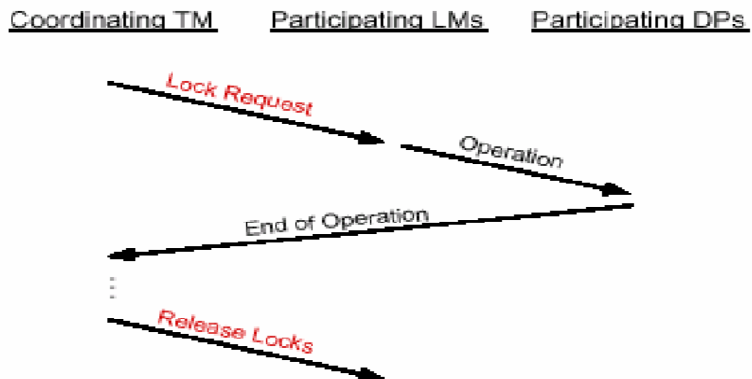 Coordinating TM Participating LMs Participating DPs
Lock Request
Operation
End of Operation
Release Locks